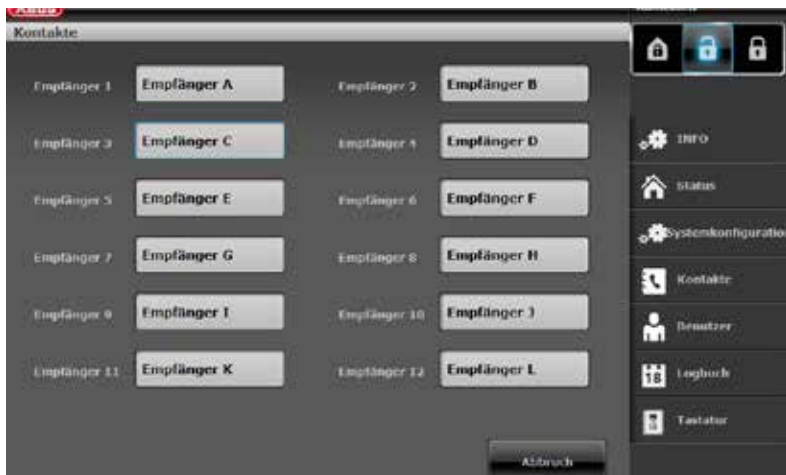 Kontakte
Empfänger 1 Empfänger A Empfänger 2 Empfänger B
Empfänger 3 Empfänger C Empfänger 4 Empfänger D
Empfänger 5 Empfänger E Empfänger 6 Empfänger F
Empfänger 7 Empfänger G Empfänger 8 Empfänger H
Empfänger 9 Empfänger I Empfänger 10 Empfänger J
Empfänger 11 Empfänger K Empfänger 12 Empfänger L
Abbruch
INFO
Status
Systemkonfiguratio
Kontakte
Benutzer
18 Logbuch
Tastatur